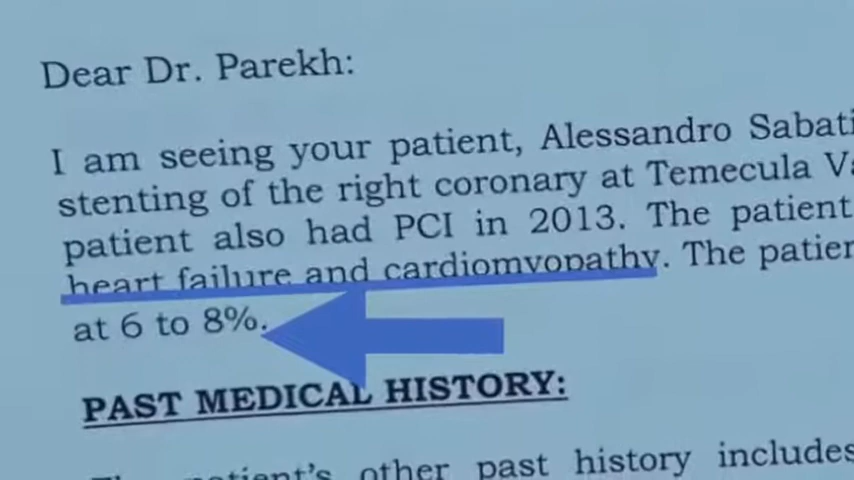 Dear Dr. Parekh:
I am seeing your patient, Alessandro
stenting of the right coronary at Temecula
patient also had PCI in 2013. The patient
heart failure and cardiomyopathy. The
at 6 to 8%.
PAST MEDICAL HISTORY:
patient's other past history includes